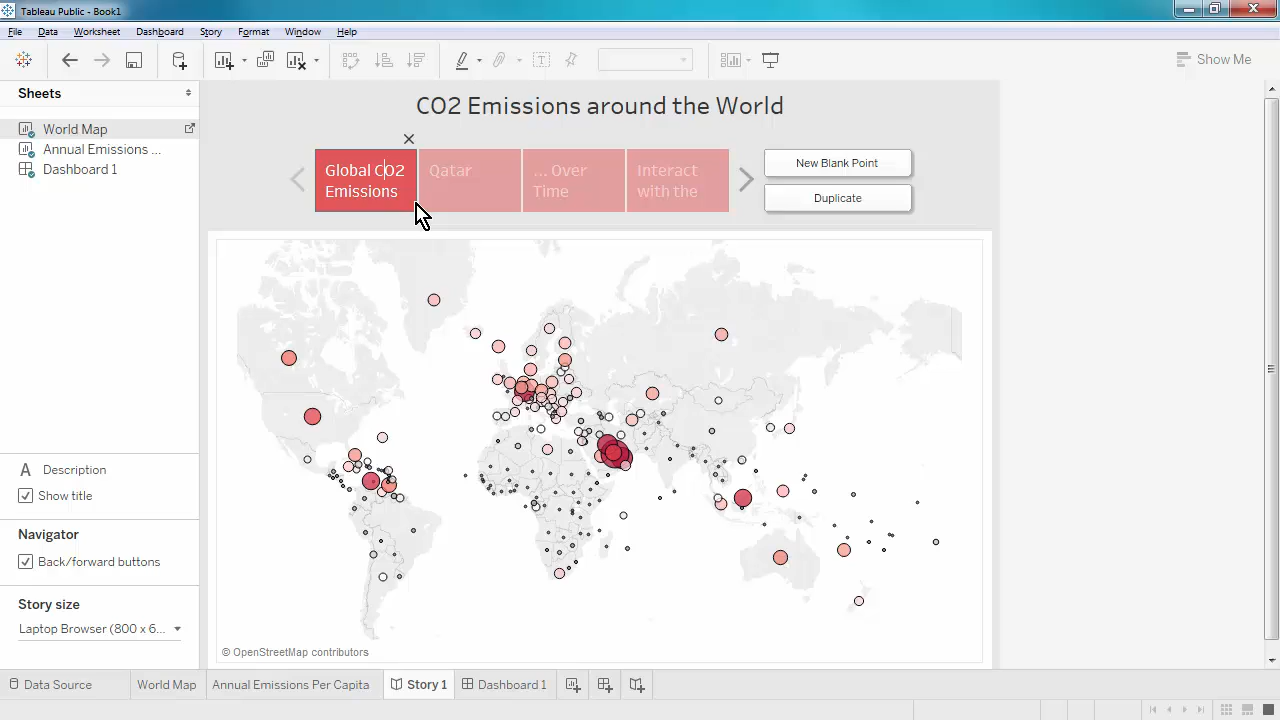 Tableau Public - Book1
File Data Worksheet Dashboard Story Format Window Help
Show Me
Sheets
World Map
Annual Emissions ...
Dashboard 1
CO2 Emissions around the World
Global CO2
Emissions
Qatar
... Over
Time
Interact
with the
New Blank Point
Duplicate
A Description
Show title
Navigator
Back/forward buttons
Story size
Laptop Browser (800 x 6...
© OpenStreetMap contributors
Data Source World Map Annual Emissions Per Capita Story 1 Dashboard 1